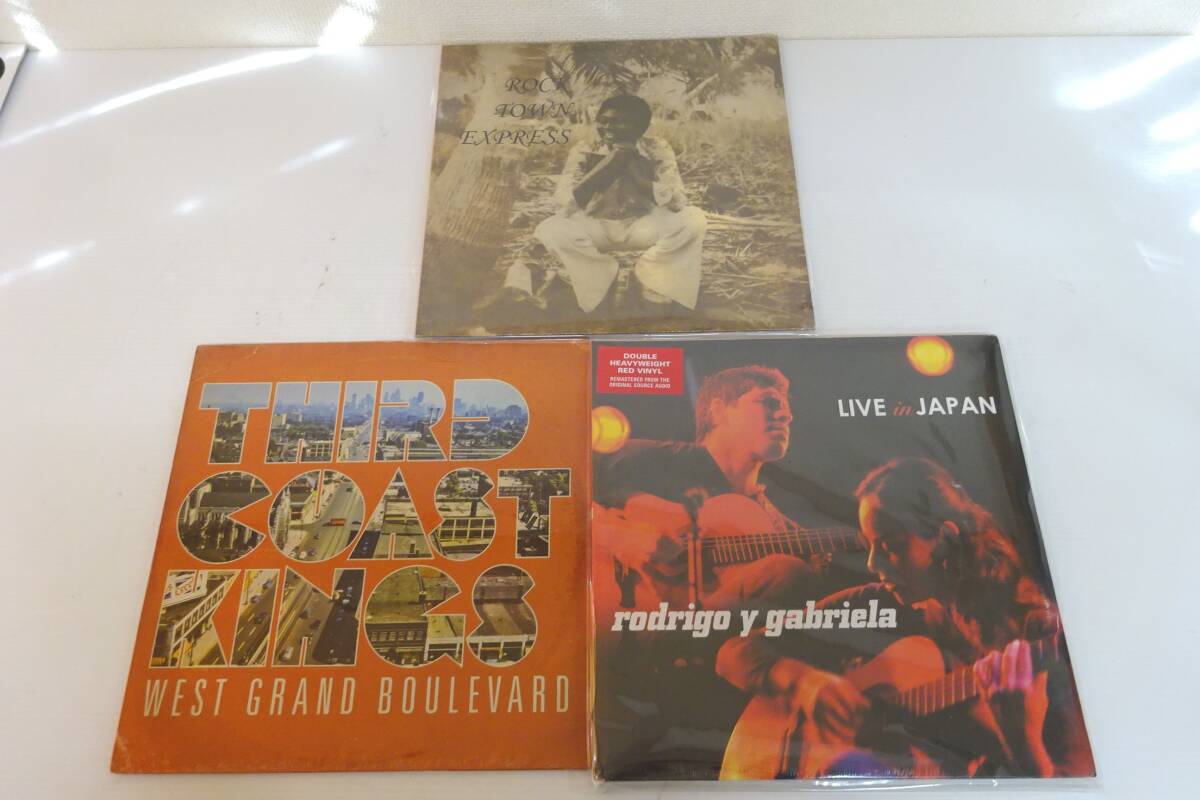 ROCK
TOWN
EXPRESS
THIRD
COAST
KINGS
WEST GRAND BOULEVARD
DOUBLE
HEAVYWEIGHT
RED VINYL
REMASTERED FROM THE
ORIGINAL SOURCE AUDIO
LIVE in JAPAN
rodrigo y gabriela